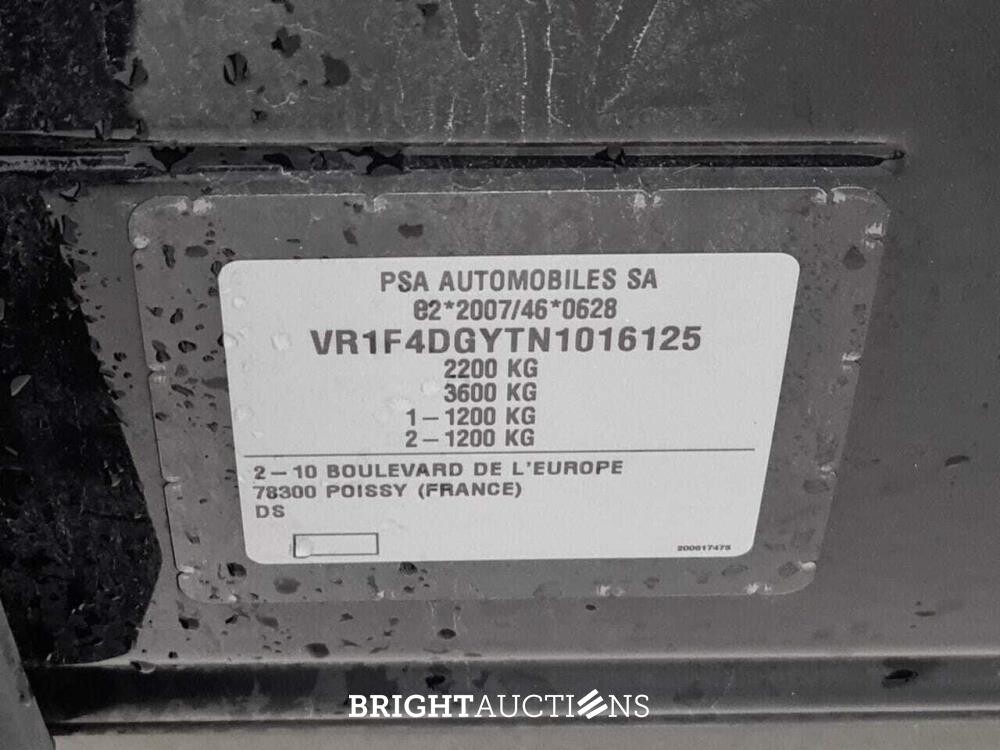 PSA AUTOMOBILES SA
e2*2007/46*0628
VR1F4DGYTN1016125
2200 KG
3600 KG
1-1200 KG
2-1200 KG
2-10 BOULEVARD DE L'EUROPE
78300 POISSY (FRANCE)
DS
200617475
BRIGHTAUCTIONS